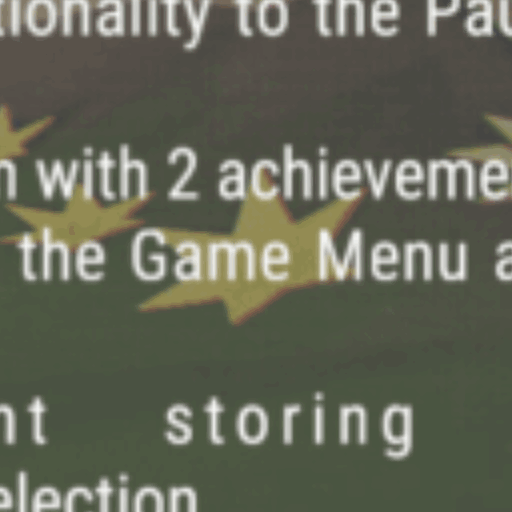 tionality to the Pau
n with 2 achieveme
the Game Menu a
nt storing
election